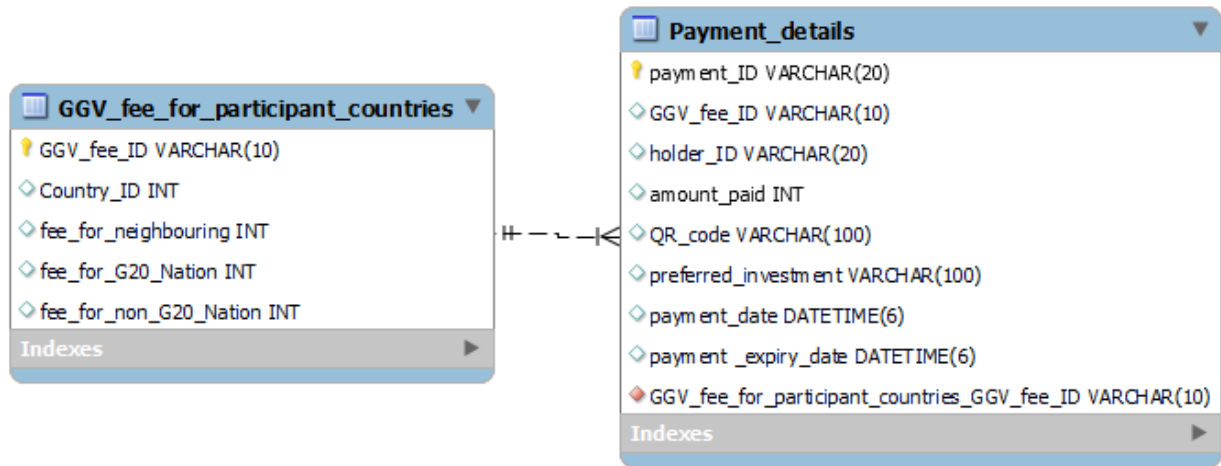 GGV_fee_for_participant_countries
GGV_fee_ID VARCHAR(10)
Country_ID INT
fee_for_neighbouring INT
fee_for_G20_Nation INT
fee_for_non_G20_Nation INT
Indexes
Payment_details
payment_ID VARCHAR(20)
GGV_fee_ID VARCHAR(10)
holder_ID VARCHAR(20)
amount_paid INT
QR_code VARCHAR(100)
preferred_investment VARCHAR(100)
payment_date DATETIME(6)
payment _expiry_date DATETIME(6)
GGV_fee_for_participant_countries_GGV_fee_ID VARCHAR(10)
Indexes